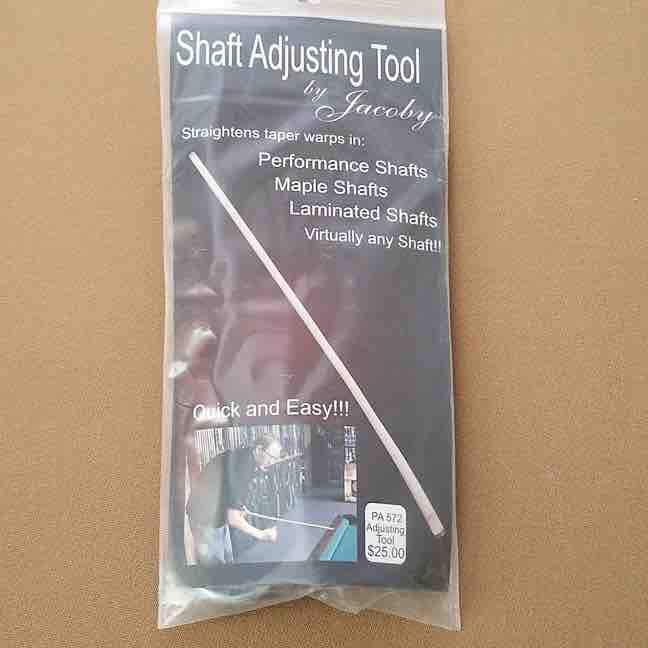 Shaft Adjusting Tool
by Jacoby
Straightens taper warps in:
Performance Shafts
Maple Shafts
Laminated Shafts
Virtually any Shaft!!
Quick and Easy!!!
PA 572
Adjusting
Tool
$25.00